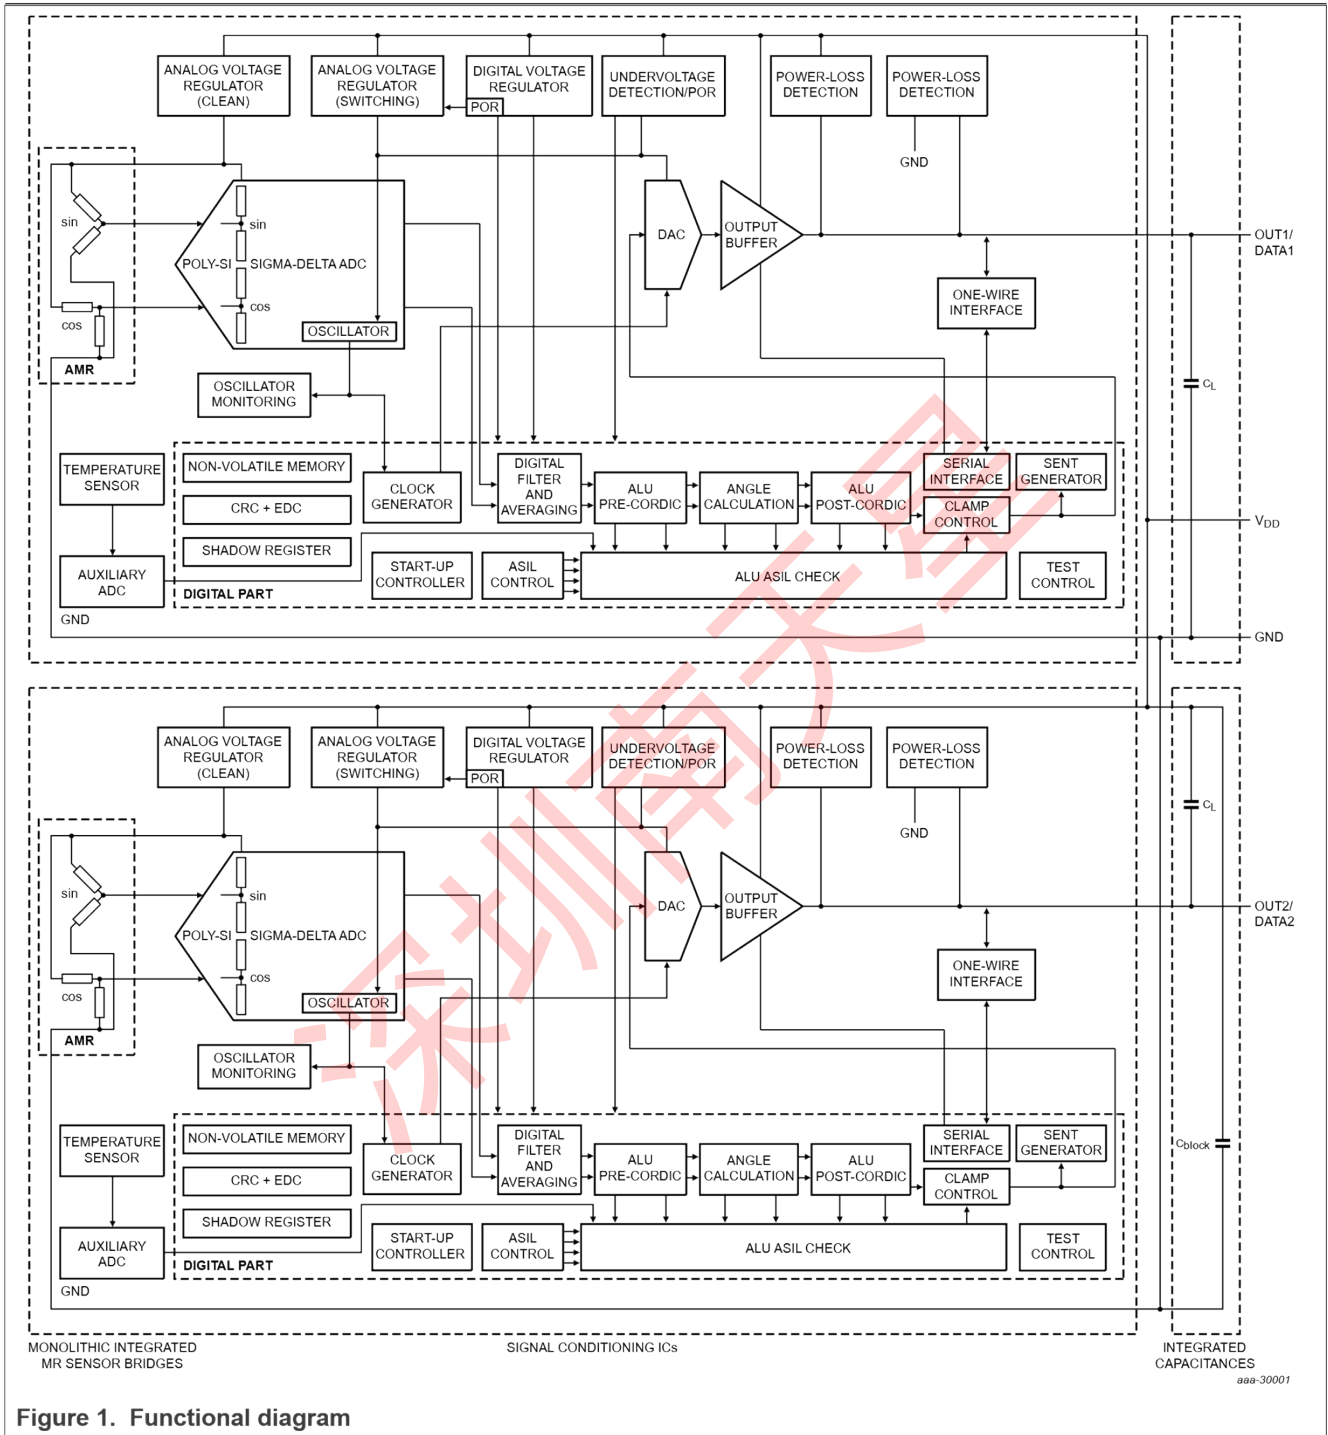 ANALOG VOLTAGE
REGULATOR
(CLEAN)
ANALOG VOLTAGE
REGULATOR
(SWITCHING)
DIGITAL VOLTAGE
REGULATOR
POR
UNDERVOLTAGE
DETECTION/POR
POWER-LOSS
DETECTION
POWER-LOSS
DETECTION
GND
sin
cos
AMR
POLY-SI
sin
SIGMA-DELTA ADC
cos
OSCILLATOR
DAC
OUTPUT
BUFFER
OUT1/
DATA1
ONE-WIRE
INTERFACE
CL
OSCILLATOR
MONITORING
TEMPERATURE
SENSOR
NON-VOLATILE MEMORY
CRC + EDC
SHADOW REGISTER
CLOCK
GENERATOR
DIGITAL
FILTER
AND
AVERAGING
ALU
PRE-CORDIC
ANGLE
CALCULATION
ALU
POST-CORDIC
SERIAL
INTERFACE
SENT
GENERATOR
CLAMP
CONTROL
VDD
AUXILIARY
ADC
DIGITAL PART
START-UP
CONTROLLER
ASIL
CONTROL
ALU ASIL CHECK
TEST
CONTROL
GND
GND
ANALOG VOLTAGE
REGULATOR
(CLEAN)
ANALOG VOLTAGE
REGULATOR
(SWITCHING)
DIGITAL VOLTAGE
REGULATOR
POR
UNDERVOLTAGE
DETECTION/POR
POWER-LOSS
DETECTION
POWER-LOSS
DETECTION
GND
CL
sin
cos
AMR
POLY-SI
sin
SIGMA-DELTA ADC
cos
OSCILLATOR
DAC
OUTPUT
BUFFER
OUT2/
DATA2
ONE-WIRE
INTERFACE
OSCILLATOR
MONITORING
TEMPERATURE
SENSOR
NON-VOLATILE MEMORY
CRC + EDC
SHADOW REGISTER
CLOCK
GENERATOR
DIGITAL
FILTER
AND
AVERAGING
ALU
PRE-CORDIC
ANGLE
CALCULATION
ALU
POST-CORDIC
SERIAL
INTERFACE
SENT
GENERATOR
CLAMP
CONTROL
Cblock
AUXILIARY
ADC
DIGITAL PART
START-UP
CONTROLLER
ASIL
CONTROL
ALU ASIL CHECK
TEST
CONTROL
GND
MONOLITHIC INTEGRATED
MR SENSOR BRIDGES
SIGNAL CONDITIONING ICs
INTEGRATED
CAPACITANCES
aaa-30001
Figure 1. Functional diagram
深圳南天星